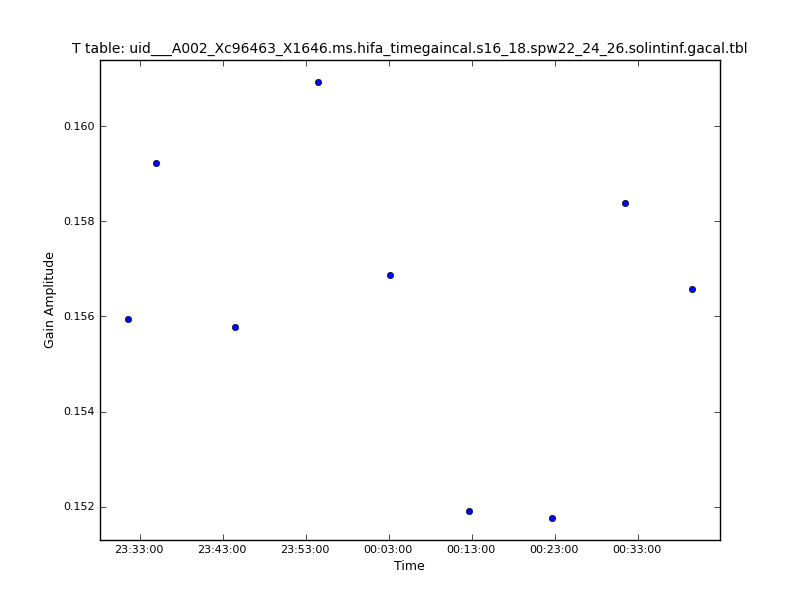 T table: uid___A002_Xc96463_X1646.ms.hifa_timegaincal.s16_18.spw22_24_26.solintinf.gacal.tbl
0.160
0.158
0.156
0.154
0.152
Gain Amplitude
23:33:00 23:43:00 23:53:00 00:03:00 00:13:00 00:23:00 00:33:00
Time